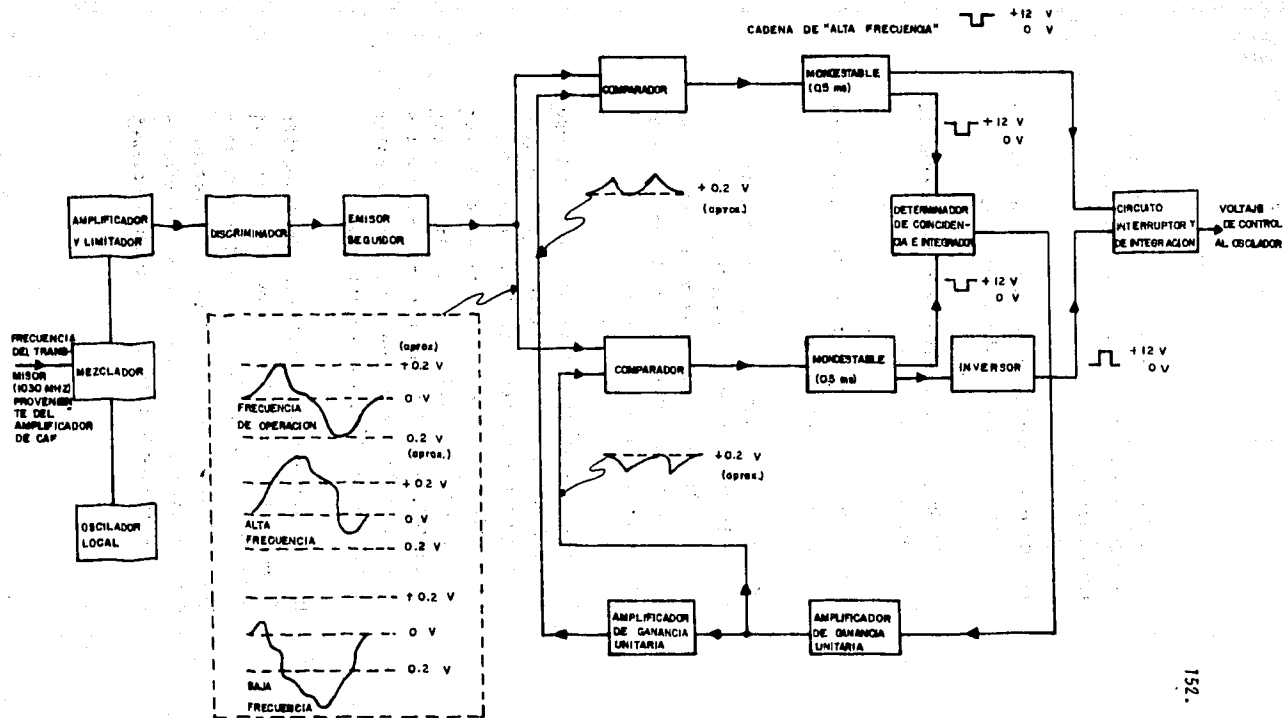 CADENA DE "ALTA FRECUENCIA"
+12 V
0 V
COMPARADOR
MONOESTABLE
(0.5 ms)
+12 V
0 V
+ 0.2 V
(aprox.)
AMPLIFICADOR
Y LIMITADOR
DISCRIMINADOR
EMISOR
SEGUIDOR
DETERMINADOR
DE COINCIDEN-
CIA E INTEGRADOR
CIRCUITO
INTERRUPTOR Y
DE INTEGRACION
VOLTAJE
DE CONTROL
AL OSCILADOR
+12 V
0 V
FRECUENCIA
DEL TRANS-
MISOR
(1030 MHZ)
PROVENIEN
TE DEL
AMPLIFICADOR
DE CAF
MEZCLADOR
OSCILADOR
LOCAL
(aprox.)
+0.2 V
0 V
FRECUENCIA
DE OPERACION
0.2 V
(aprox.)
+0.2 V
0 V
ALTA
FRECUENCIA
0.2 V
+0.2 V
0 V
0.2 V
BAJA
FRECUENCIA
COMPARADOR
MONOESTABLE
(0.5 ms)
INVERSOR
+12 V
0 V
+0.2 V
(aprox.)
AMPLIFICADOR
DE GANANCIA
UNITARIA
AMPLIFICADOR
DE GANANCIA
UNITARIA
152.